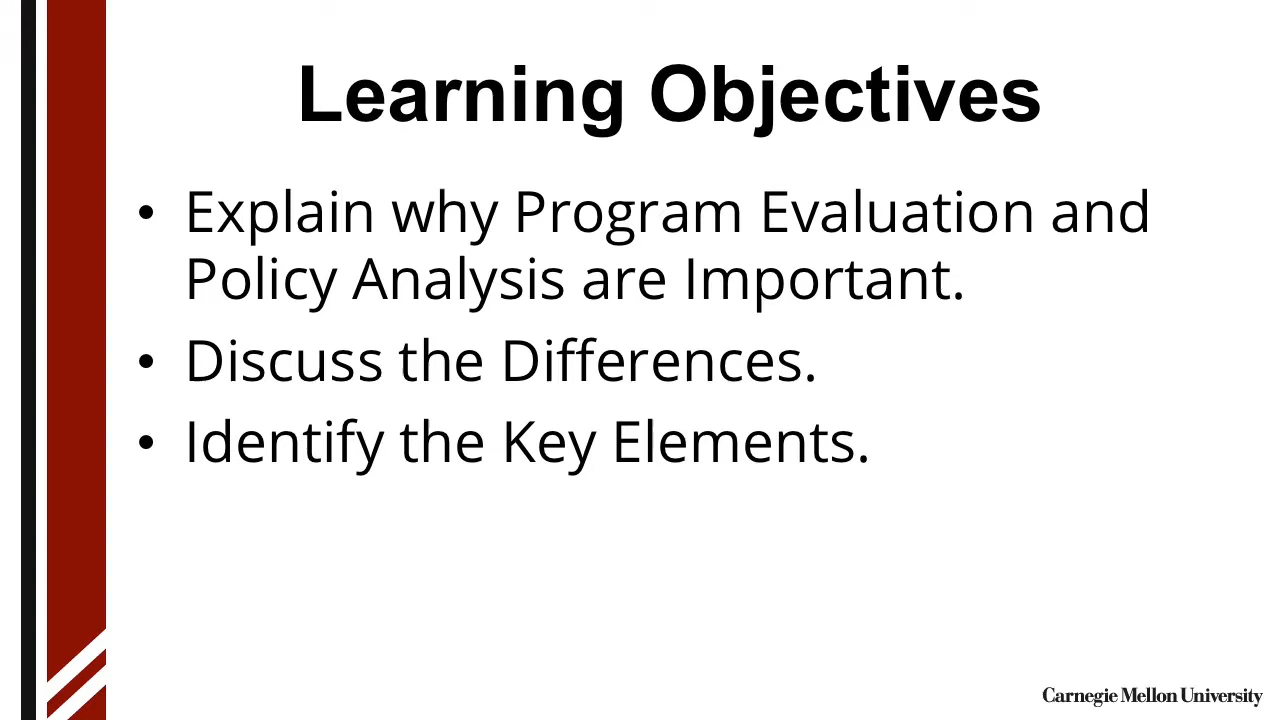 Learning Objectives
• Explain why Program Evaluation and
Policy Analysis are Important.
• Discuss the Differences.
• Identify the Key Elements.
Carnegie Mellon University